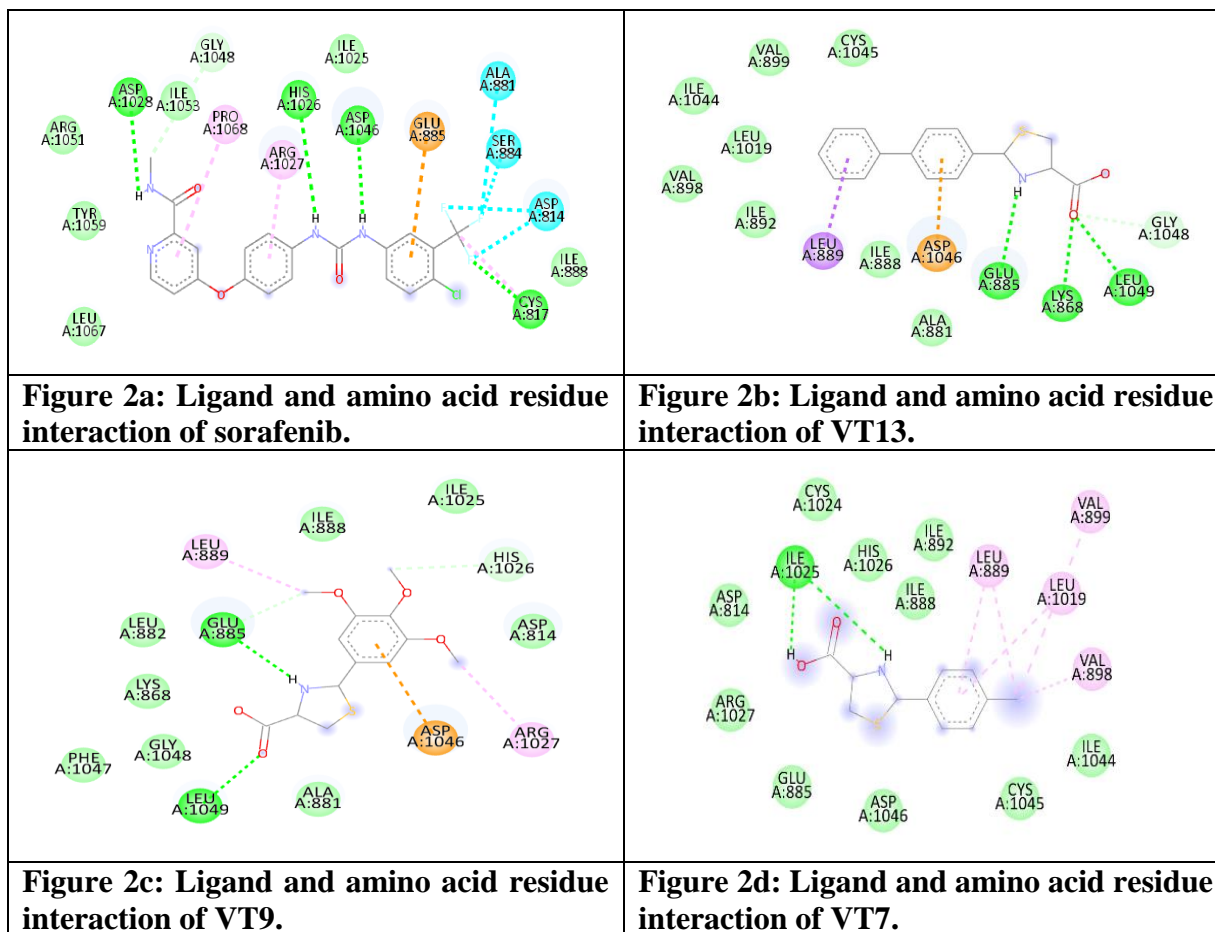 GLY
A:1048
ILE
A:1025
ASP
A:1028
ILE
A:1053
HIS
A:1026
ALA
A:881
ARG
A:1051
PRO
A:1068
ARG
A:1027
ASP
A:1046
GLU
A:885
SER
A:884
ASP
A:814
TYR
A:1059
ILE
A:888
LEU
A:1067
CYS
A:817
H
N
O
N
O
H
N
O
H
N
F
F
F
Cl
Figure 2a: Ligand and amino acid residue
interaction of sorafenib.
VAL
A:899
CYS
A:1045
ILE
A:1044
LEU
A:1019
VAL
A:898
ILE
A:892
LEU
A:889
ILE
A:888
ASP
A:1046
GLU
A:885
LYS
A:868
LEU
A:1049
GLY
A:1048
ALA
A:881
S
N
H
O
O
Figure 2b: Ligand and amino acid residue
interaction of VT13.
ILE
A:1025
ILE
A:888
LEU
A:889
HIS
A:1026
LEU
A:882
GLU
A:885
ASP
A:814
LYS
A:868
PHE
A:1047
GLY
A:1048
ASP
A:1046
ARG
A:1027
LEU
A:1049
ALA
A:881
O
O
O
H
N
S
O
O
Figure 2c: Ligand and amino acid residue
interaction of VT9.
CYS
A:1024
VAL
A:899
ILE
A:1025
HIS
A:1026
ILE
A:892
LEU
A:889
ASP
A:814
ILE
A:888
LEU
A:1019
VAL
A:898
ARG
A:1027
ILE
A:1044
GLU
A:885
ASP
A:1046
CYS
A:1045
O
H
O
H
N
S
Figure 2d: Ligand and amino acid residue
interaction of VT7.